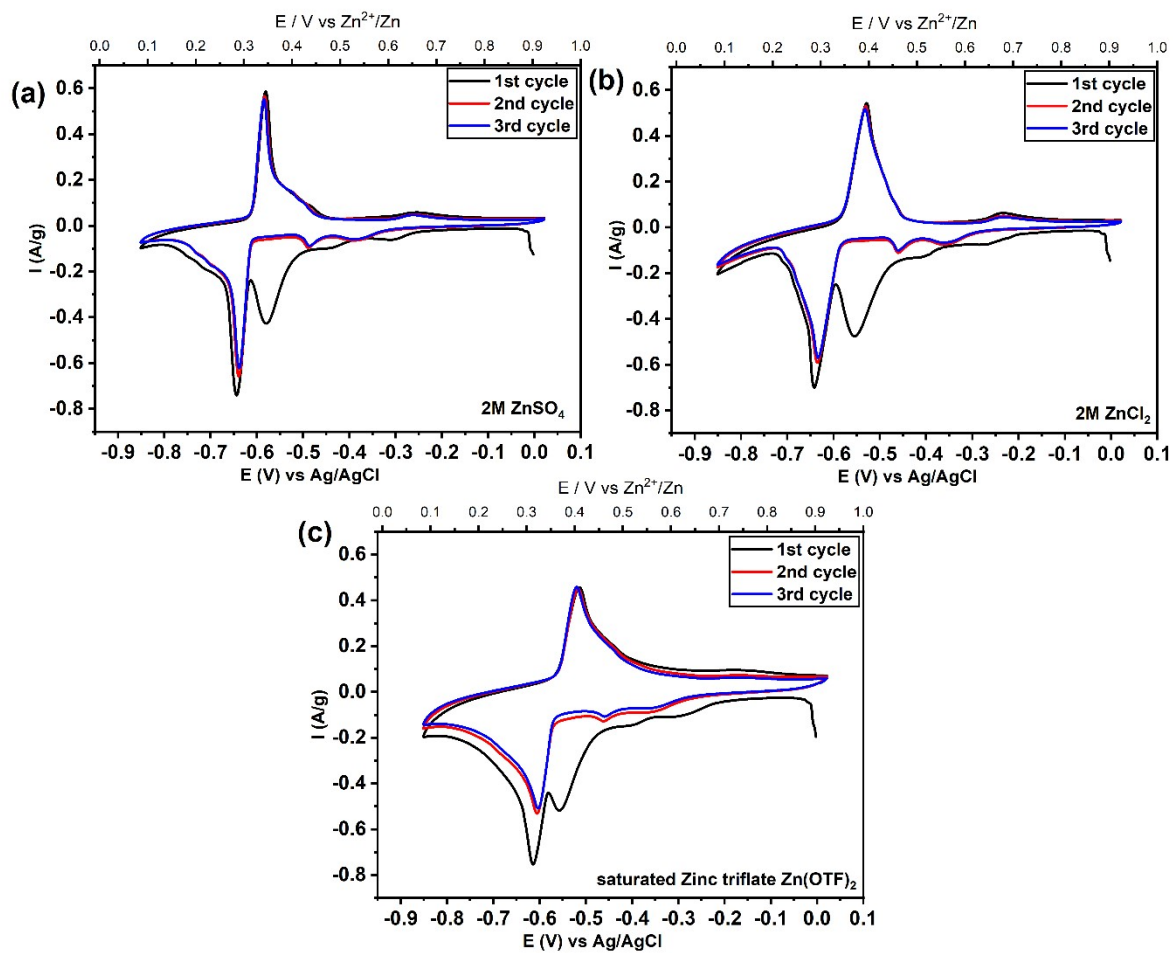 E / V vs Zn²⁺/Zn
0.0 0.1 0.2 0.3 0.4 0.5 0.6 0.7 0.8 0.9 1.0
(a)
1st cycle
2nd cycle
3rd cycle
0.6
0.4
0.2
0.0
-0.2
-0.4
-0.6
-0.8
I (A/g)
2M ZnSO₄
-0.9 -0.8 -0.7 -0.6 -0.5 -0.4 -0.3 -0.2 -0.1 0.0 0.1
E (V) vs Ag/AgCl
E / V vs Zn²⁺/Zn
0.0 0.1 0.2 0.3 0.4 0.5 0.6 0.7 0.8 0.9 1.0
(b)
1st cycle
2nd cycle
3rd cycle
0.6
0.4
0.2
0.0
-0.2
-0.4
-0.6
-0.8
I (A/g)
2M ZnCl₂
-0.9 -0.8 -0.7 -0.6 -0.5 -0.4 -0.3 -0.2 -0.1 0.0 0.1
E (V) vs Ag/AgCl
E / V vs Zn²⁺/Zn
0.0 0.1 0.2 0.3 0.4 0.5 0.6 0.7 0.8 0.9 1.0
(c)
1st cycle
2nd cycle
3rd cycle
0.6
0.4
0.2
0.0
-0.2
-0.4
-0.6
-0.8
I (A/g)
saturated Zinc triflate Zn(OTF)₂
-0.9 -0.8 -0.7 -0.6 -0.5 -0.4 -0.3 -0.2 -0.1 0.0 0.1
E (V) vs Ag/AgCl